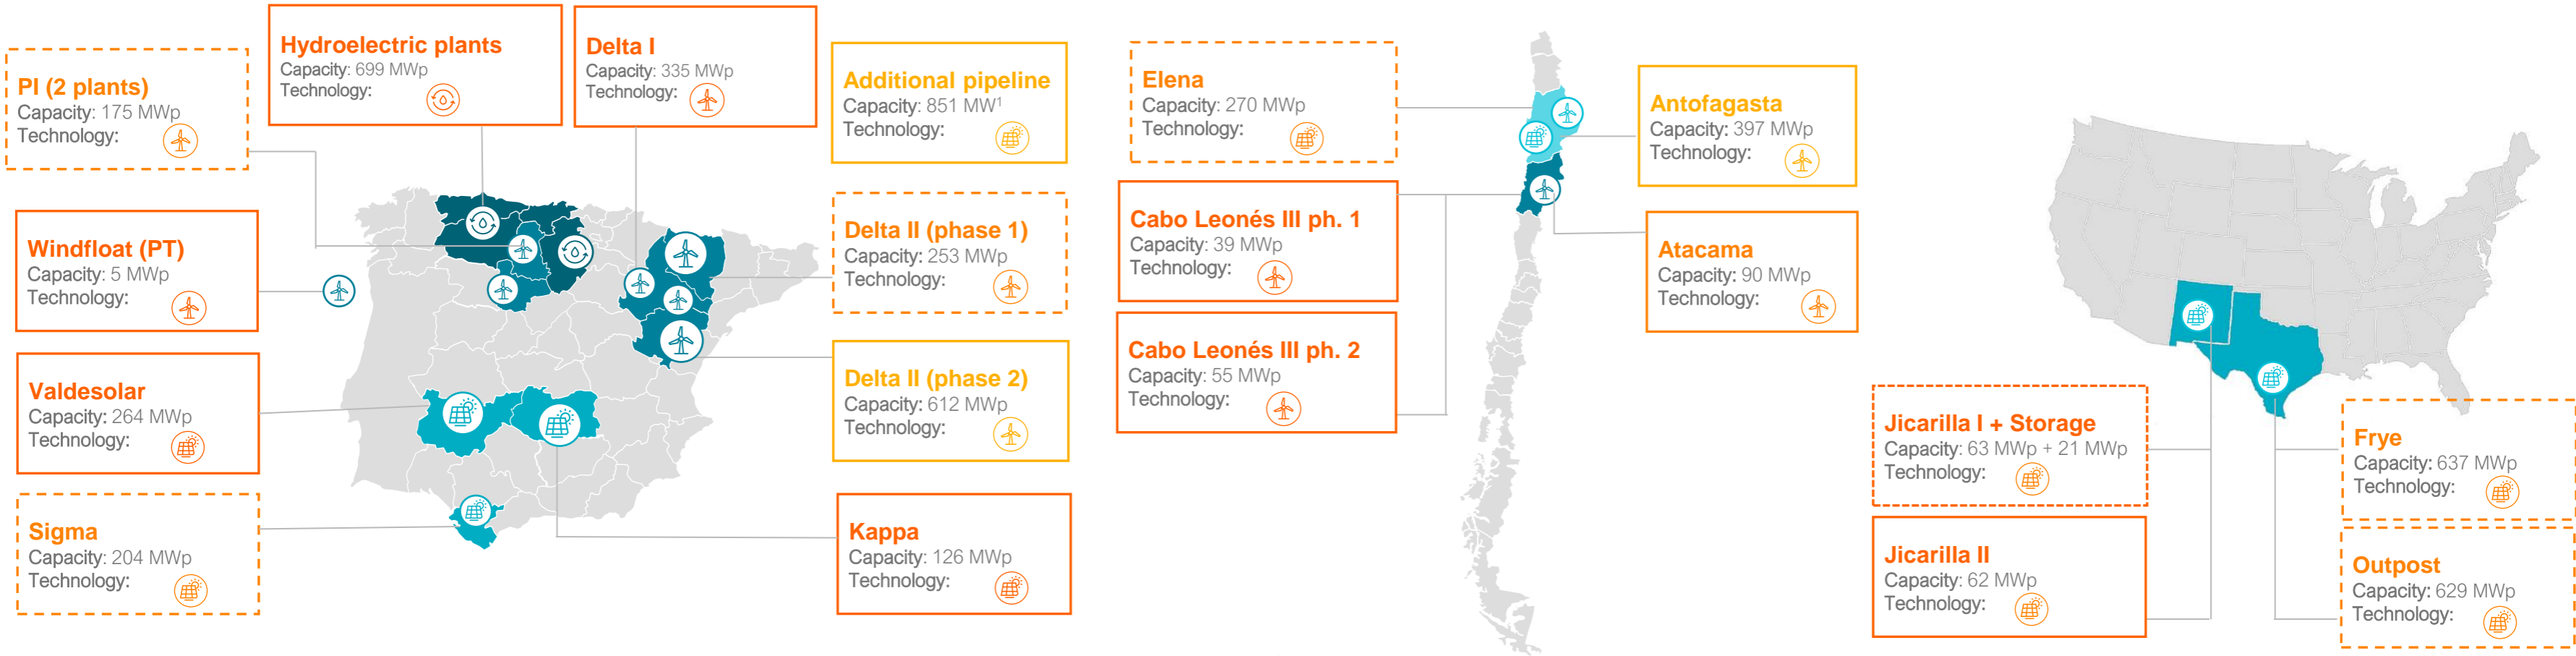 PI (2 plants)
Capacity: 175 MWp
Technology:
Hydroelectric plants
Capacity: 699 MWp
Technology:
Delta I
Capacity: 335 MWp
Technology:
Additional pipeline
Capacity: 851 MW¹
Technology:
Windfloat (PT)
Capacity: 5 MWp
Technology:
Delta II (phase 1)
Capacity: 253 MWp
Technology:
Valdesolar
Capacity: 264 MWp
Technology:
Delta II (phase 2)
Capacity: 612 MWp
Technology:
Sigma
Capacity: 204 MWp
Technology:
Kappa
Capacity: 126 MWp
Technology:
Elena
Capacity: 270 MWp
Technology:
Antofagasta
Capacity: 397 MWp
Technology:
Cabo Leonés III ph. 1
Capacity: 39 MWp
Technology:
Atacama
Capacity: 90 MWp
Technology:
Cabo Leonés III ph. 2
Capacity: 55 MWp
Technology:
Jicarilla I + Storage
Capacity: 63 MWp + 21 MWp
Technology:
Frye
Capacity: 637 MWp
Technology:
Jicarilla II
Capacity: 62 MWp
Technology:
Outpost
Capacity: 629 MWp
Technology: